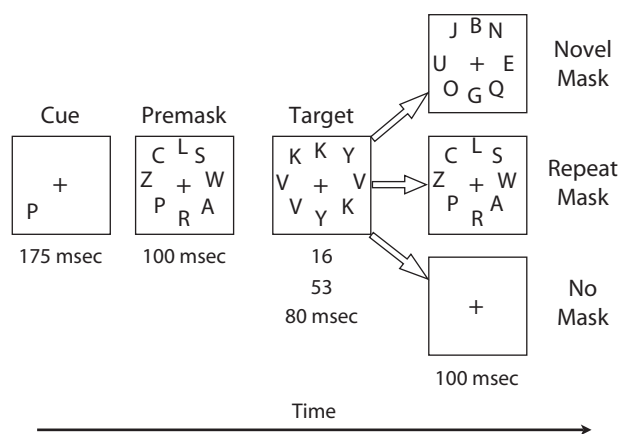 J B N
U + E
O G Q
Novel
Mask
Cue
Premask
Target
+
P
C L S
Z + W
P R A
K K Y
V + V
V Y K
C L S
Z + W
P R A
Repeat
Mask
175 msec
100 msec
16
53
80 msec
+
No
Mask
100 msec
Time